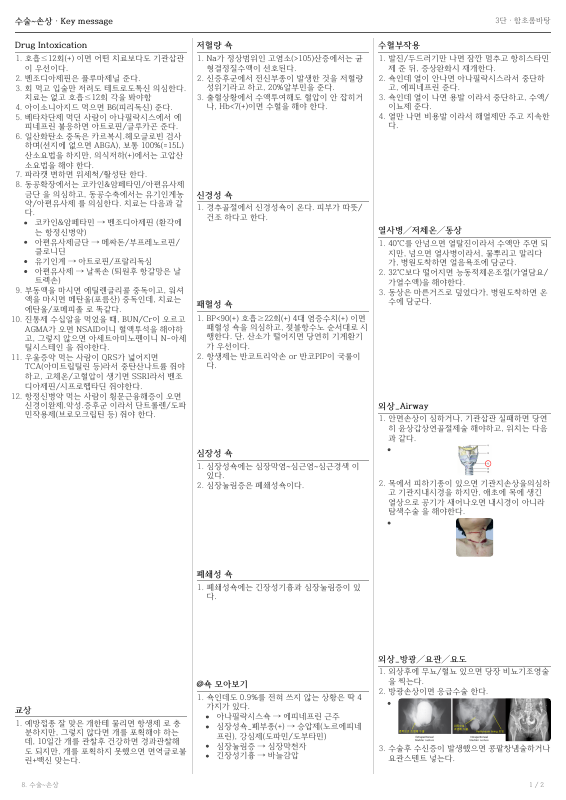 수술~손상 · Key message
3단 · 함초롬바탕
Drug Intoxication
1. 호흡≤12회(+) 이면 어떤 치료보다도 기관삽관
이 우선이다.
2. 벤조디아제핀은 플루마제닐 준다.
3. 회 먹고 입술만 저려도 테트로도톡신 의심한다.
치료는 없고 호흡≤12회 각을 봐야함
4. 아이소니아지드 먹으면 B6(피리독신) 준다.
5. 베타차단제 먹던 사람이 아나필락시스에서 에
피네프린 불응하면 아트로핀/글루카곤 준다.
6. 일산화탄소 중독은 카르복시.헤모글로빈 검사
하며(선지에 없으면 ABGA), 보통 100%(=15L)
산소요법을 하지만, 의식저하(+)에서는 고압산
소요법을 해야 한다.
7. 파라캣 변하면 위세척/활성탄 한다.
8. 동공확장에서는 코카인&암페타민/아편유사제
금단 을 의심하고, 동공수축에서는 유기인계농
약/아편유사제 를 의심한다. 치료는 다음과 같
다.
• 코카인&암페타민 → 벤조디아제핀 (환각에
는 항정신병약)
• 아편유사제금단 → 메싸돈/부프레노르핀/
클로니딘
• 유기인계 → 아트로핀/프랄리독심
• 아편유사제 → 날록손 (퇴원후 항갈망은 날
트렉손)
9. 부동액을 마시면 에틸렌글리콜 중독이고, 워셔
액을 마시면 메탄올(포름산) 중독인데, 치료는
에탄올/포메피졸 로 똑같다.
10. 진통제 수십알을 먹었을 때, BUN/Cr이 오르고
AGMA가 오면 NSAID이니 혈액투석을 해야하
고, 그렇지 않으면 아세트아미노펜이니 N-아세
틸시스테인 을 줘야한다.
11. 우울증약 먹는 사람이 QRS가 넓어지면
TCA(아미트립틸린 등)라서 중탄산나트륨 줘야
하고, 고체온/고혈압이 생기면 SSRI라서 벤조
디아제핀/시프로헵타딘 줘야한다.
12. 항정신병약 먹는 사람이 횡문근융해증이 오면
신경이완제.악성.증후군 이라서 단트롤렌/도파
민작용제(브로모크립틴 등) 줘야 한다.
교상
1. 예방접종 잘 맞은 개한테 물리면 항생제 로 충
분하지만, 그렇지 않다면 개를 포획해야 하는
데, 10일간 개를 관찰후 건강하면 경과관찰해
도 되지만, 개를 포획하지 못했으면 면역글로불
린+백신 맞는다.
저혈량 쇽
1. Na가 정상범위인 고염소(>105)산증에서는 균
형결정질수액이 선호된다.
2. 신증후군에서 전신부종이 발생한 것을 저혈량
성위기라고 하고, 20%알부민을 준다.
3. 출혈상황에서 수액투여해도 혈압이 안 잡히거
나, Hb<7(+)이면 수혈을 해야 한다.
신경성 쇽
1. 경추골절에서 신경성쇽이 온다. 피부가 따뜻/
건조 하다고 한다.
패혈성 쇽
1. BP<90(+) 호흡≥22회(+) 4대 염증수치(+) 이면
패혈성 쇽을 의심하고, 젖불항수노 순서대로 시
행한다. 단, 산소가 떨어지면 당연히 기계환기
가 우선이다.
2. 항생제는 반코트리악손 or 반코PIP이 국룰이
다.
심장성 쇽
1. 심장성쇽에는 심장막염~심근염~심근경색 이
있다.
2. 심장눌림증은 폐쇄성쇽이다.
폐쇄성 쇽
1. 폐쇄성쇽에는 긴장성기흉과 심장눌림증이 있
다.
@쇽 모아보기
1. 쇽인데도 0.9%를 전혀 쓰지 않는 상황은 딱 4
가지가 있다.
• 아나필락시스쇽 → 에피네프린 근주
• 심장성쇽_폐부종(+) → 승압제(노르에피네
프린), 강심제(도파민/도부타민)
• 심장눌림증 → 심장막천자
• 긴장성기흉 → 바늘감압
수혈부작용
1. 발진/두드러기만 나면 잠깐 멈추고 항히스타민
제 준 뒤, 증상완화시 재개한다.
2. 쇽인데 열이 안나면 아나필락시스라서 중단하
고, 에피네프린 준다.
3. 쇽인데 열이 나면 용발 이라서 중단하고, 수액/
이뇨제 준다.
4. 열만 나면 비용발 이라서 해열제만 주고 지속한
다.
열사병/저체온/동상
1. 40℃를 안넘으면 열탈진이라서 수액만 주면 되
지만, 넘으면 열사병이라서, 물뿌리고 말리다
가, 병원도착하면 얼음욕조에 담군다.
2. 32℃보다 떨어지면 능동적체온조절(가열담요/
가열수액)을 해야한다.
3. 동상은 마른거즈로 덮었다가, 병원도착하면 온
수에 담군다.
외상_Airway
1. 안면손상이 심하거나, 기관삽관 실패하면 당연
히 윤상갑상연골절제술 해야하고, 위치는 다음
과 같다.
•
2. 목에서 피하기종이 있으면 기관지손상을의심하
고 기관지내시경을 하지만, 애초에 목에 생긴
열상으로 공기가 새어나오면 내시경이 아니라
탐색수술 을 해야한다.
•
외상_방광/요관/요도
1. 외상후에 무뇨/혈뇨 있으면 당장 비뇨기조영술
을 찍는다.
2. 방광손상이면 응급수술 한다.
•
3. 수술후 수신증이 발생했으면 콩팥창냄술하거나
요관스텐트 넣는다.
8. 수술~손상
1 / 2